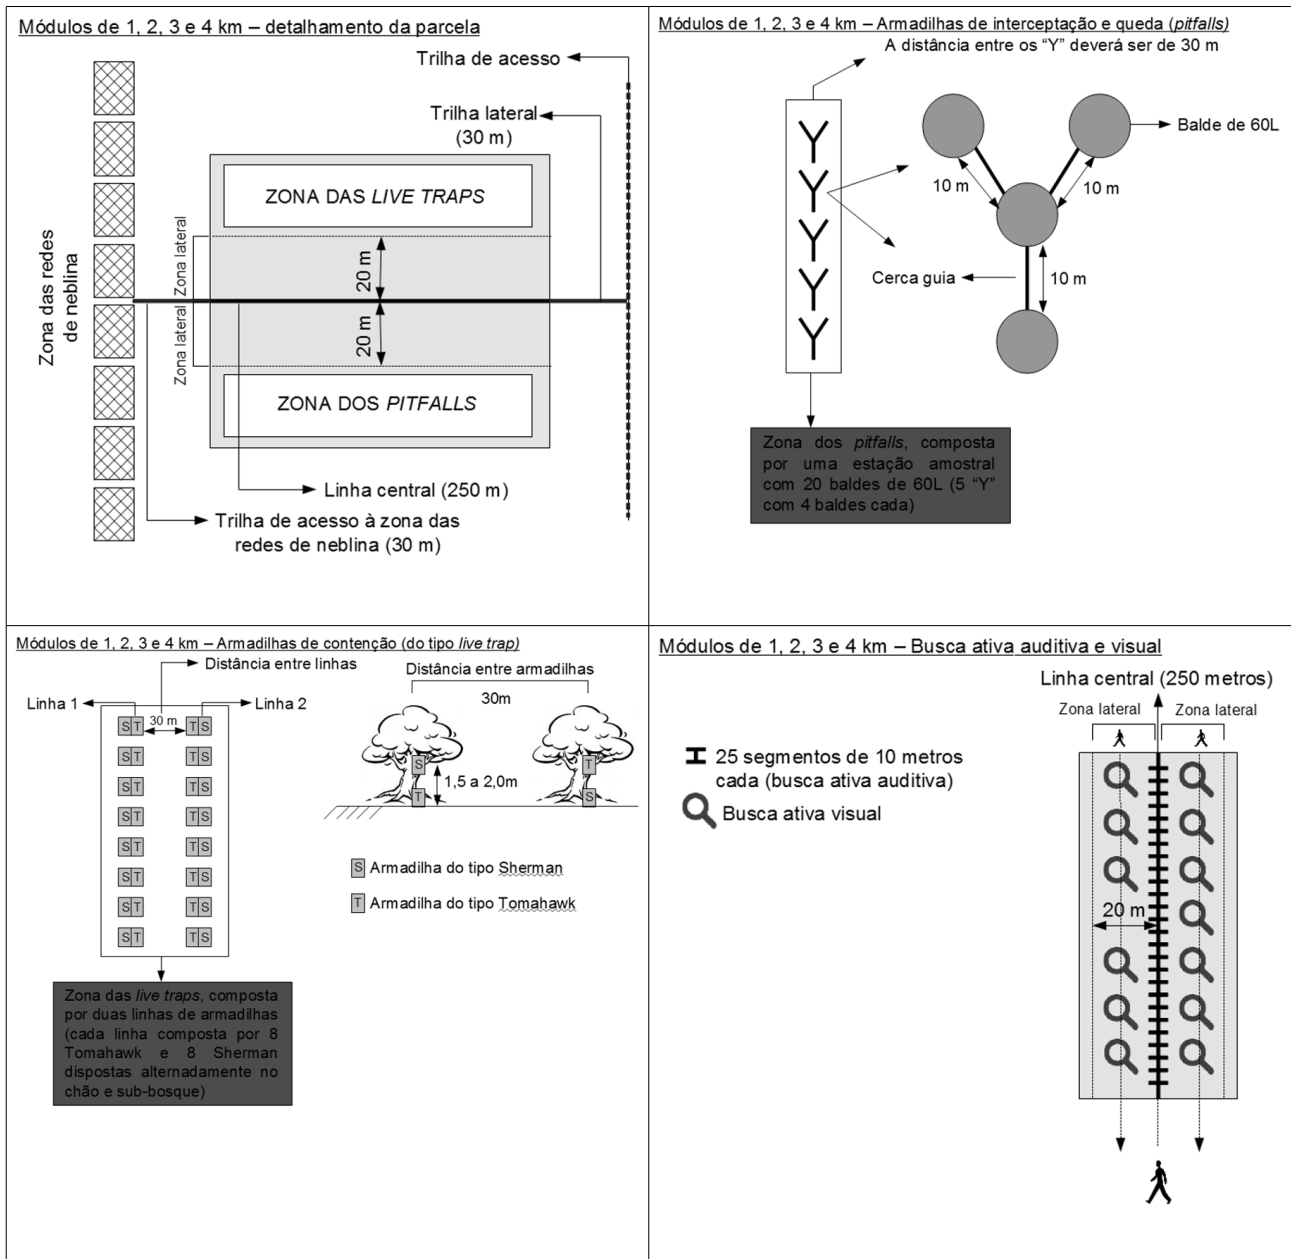 Módulos de 1, 2, 3 e 4 km – detalhamento da parcela
Trilha de acesso
Trilha lateral
(30 m)
ZONA DAS LIVE TRAPS
Zona das redes
de neblina
Zona lateral
20 m
Zona lateral
20 m
ZONA DOS PITFALLS
Linha central (250 m)
Trilha de acesso à zona das
redes de neblina (30 m)
Módulos de 1, 2, 3 e 4 km – Armadilhas de interceptação e queda (pitfalls)
A distância entre os “Y” deverá ser de 30 m
Balde de 60L
10 m
10 m
Cerca guia
10 m
Zona dos pitfalls, composta
por uma estação amostral
com 20 baldes de 60L (5 “Y”
com 4 baldes cada)
Módulos de 1, 2, 3 e 4 km – Armadilhas de contenção (do tipo live trap)
Distância entre linhas
Linha 1
Linha 2
30 m
S T T S
S T T S
S T T S
S T T S
S T T S
S T T S
S T T S
S T T S
Distância entre armadilhas
30m
S
T
1,5 a 2,0m
T
S
S Armadilha do tipo Sherman
T Armadilha do tipo Tomahawk
Zona das live traps, composta
por duas linhas de armadilhas
(cada linha composta por 8
Tomahawk e 8 Sherman
dispostas alternadamente no
chão e sub-bosque)
Módulos de 1, 2, 3 e 4 km – Busca ativa auditiva e visual
Linha central (250 metros)
Zona lateral
Zona lateral
25 segmentos de 10 metros
cada (busca ativa auditiva)
Busca ativa visual
20 m